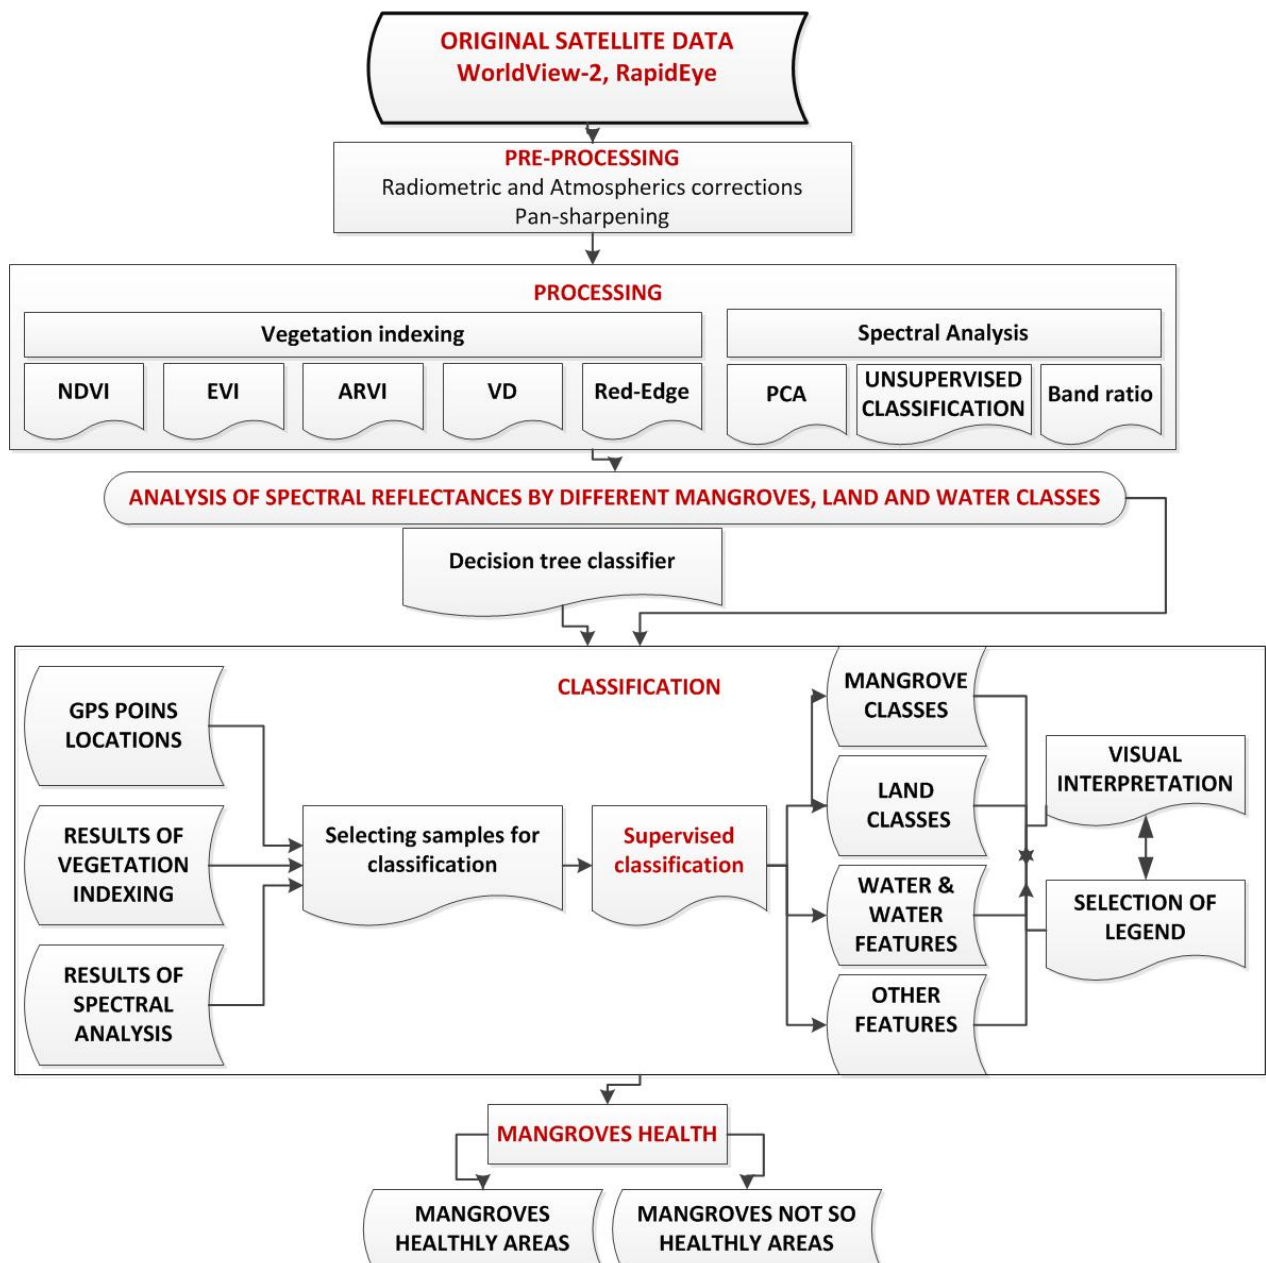 ORIGINAL SATELLITE DATA
WorldView-2, RapidEye
PRE-PROCESSING
Radiometric and Atmospherics corrections
Pan-sharpening
PROCESSING
Vegetation indexing
Spectral Analysis
NDVI
EVI
ARVI
VD
Red-Edge
PCA
UNSUPERVISED
CLASSIFICATION
Band ratio
ANALYSIS OF SPECTRAL REFLECTANCES BY DIFFERENT MANGROVES, LAND AND WATER CLASSES
Decision tree classifier
CLASSIFICATION
GPS POINS
LOCATIONS
RESULTS OF
VEGETATION
INDEXING
RESULTS OF
SPECTRAL
ANALYSIS
Selecting samples for
classification
Supervised
classification
MANGROVE
CLASSES
LAND
CLASSES
WATER &
WATER
FEATURES
OTHER
FEATURES
VISUAL
INTERPRETATION
SELECTION OF
LEGEND
MANGROVES HEALTH
MANGROVES
HEALTHLY AREAS
MANGROVES NOT SO
HEALTHLY AREAS